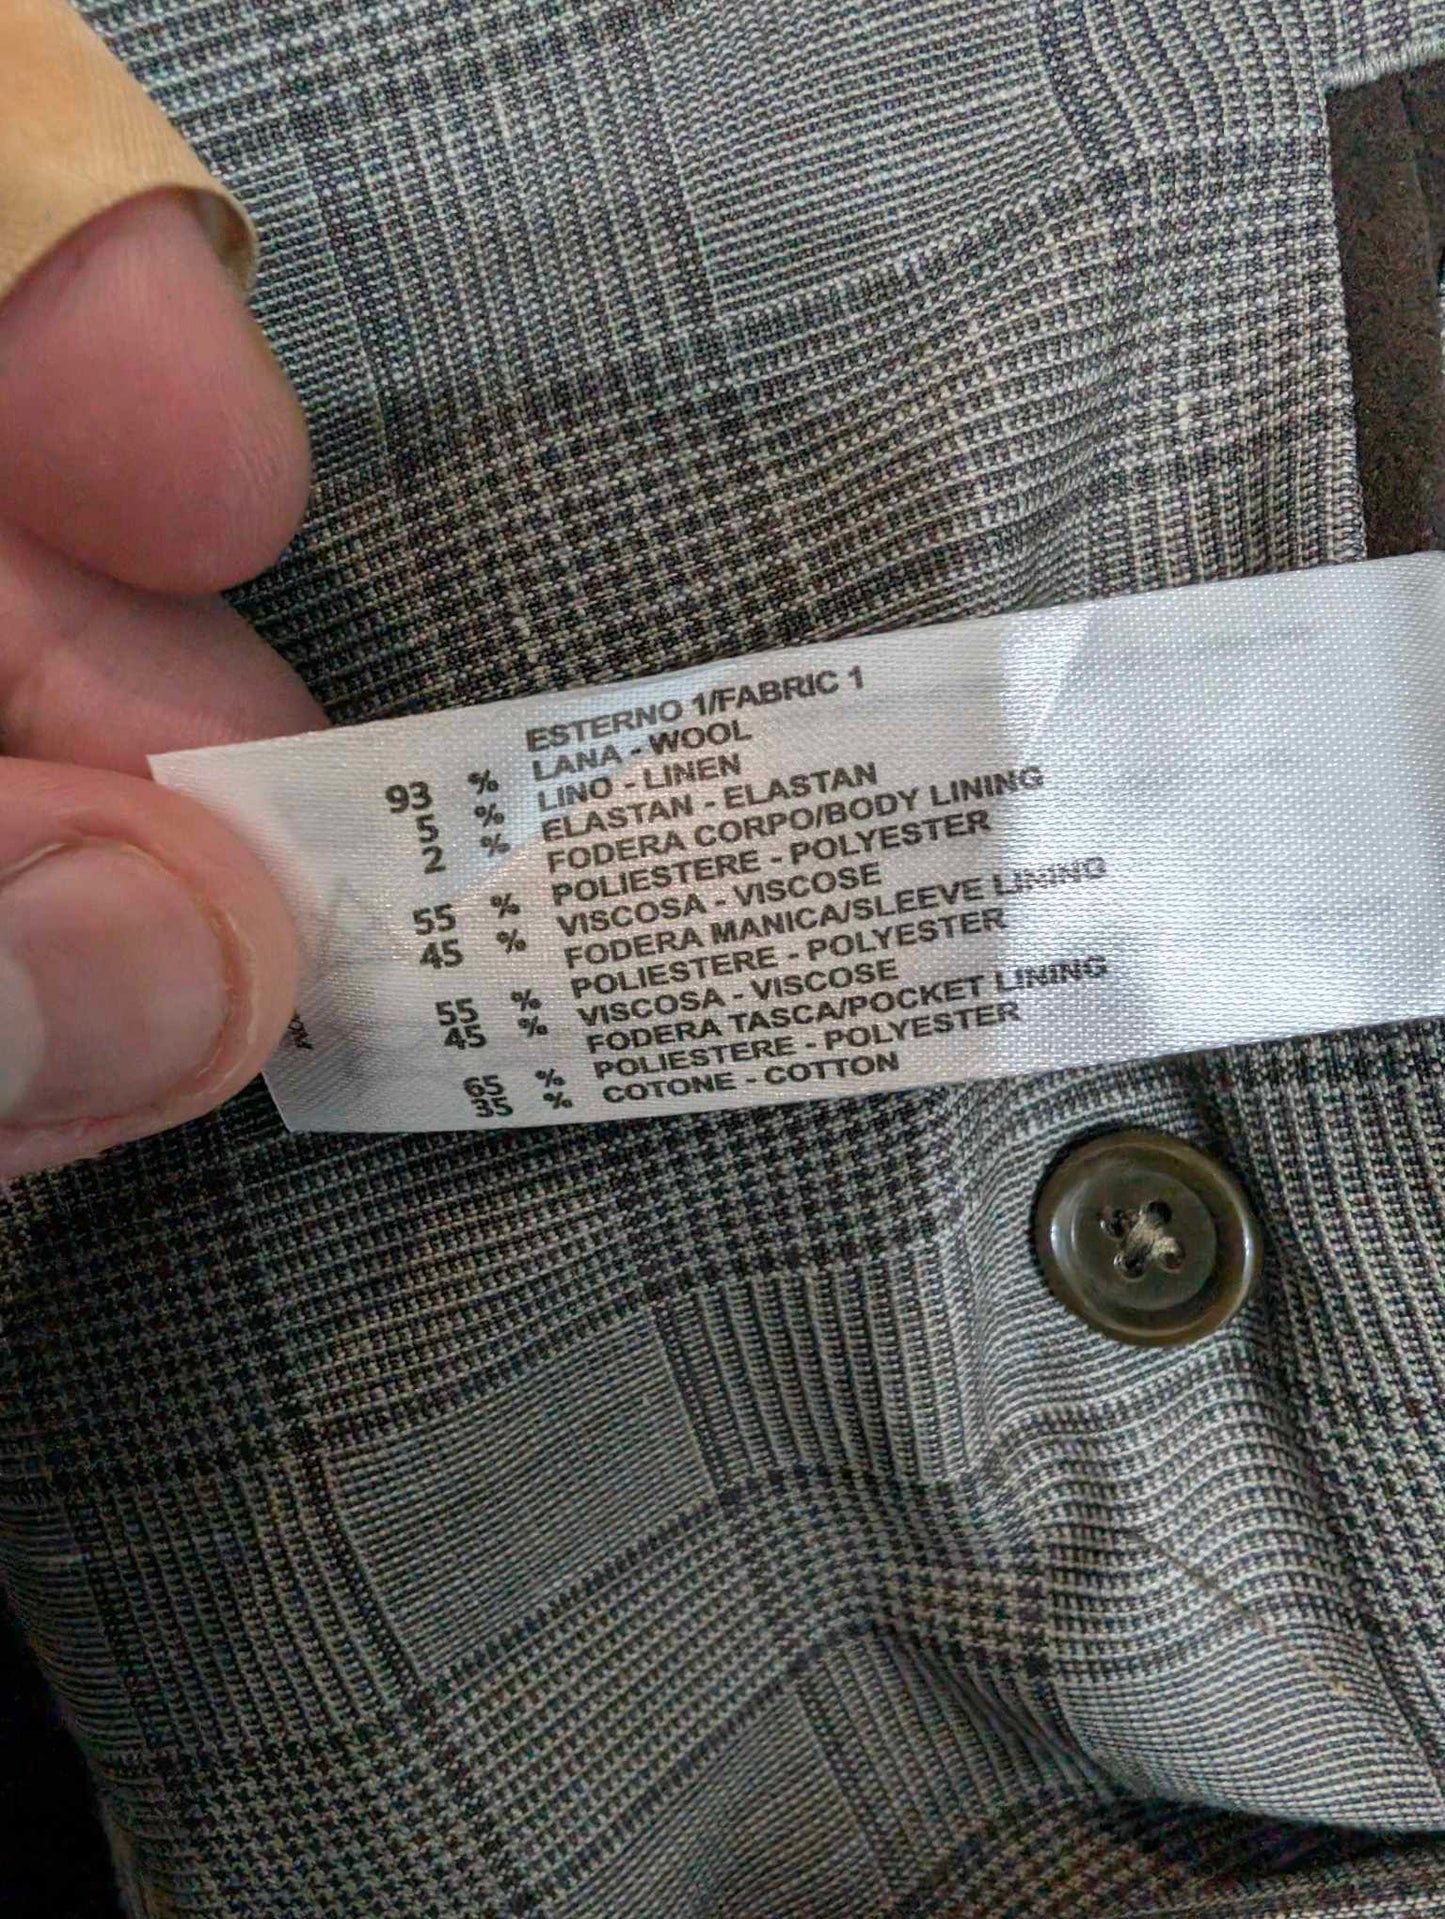 ESTERNO 1/FABRIC 1
93 % LANA - WOOL
5 % LINO - LINEN
2 % ELASTAN - ELASTAN
FODERA CORPO/BODY LINING
55 % POLIESTERE - POLYESTER
45 % VISCOSA - VISCOSE
FODERA MANICA/SLEEVE LINING
55 % POLIESTERE - POLYESTER
45 % VISCOSA - VISCOSE
FODERA TASCA/POCKET LINING
65 % POLIESTERE - POLYESTER
35 % COTONE - COTTON